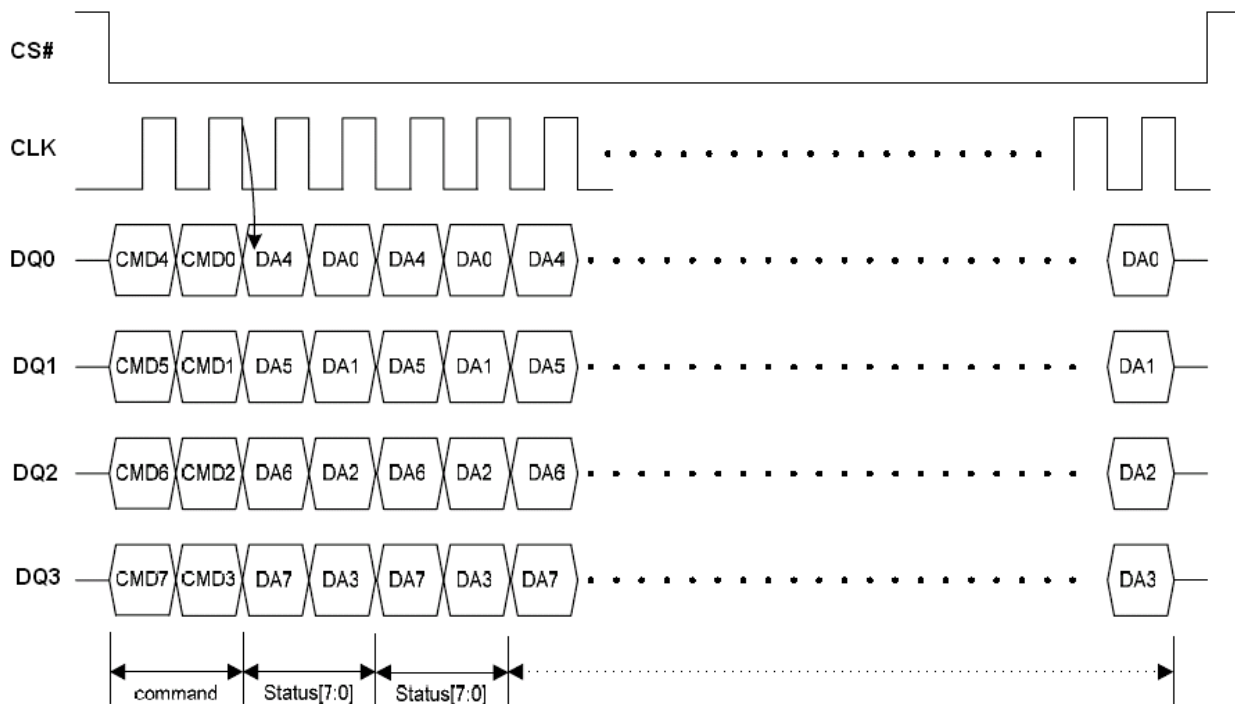 CS#
CLK
DQ0 CMD4 CMD0 DA4 DA0 DA4 DA0 DA4 DA0
DQ1 CMD5 CMD1 DA5 DA1 DA5 DA1 DA5 DA1
DQ2 CMD6 CMD2 DA6 DA2 DA6 DA2 DA6 DA2
DQ3 CMD7 CMD3 DA7 DA3 DA7 DA3 DA7 DA3
command Status[7:0] Status[7:0]